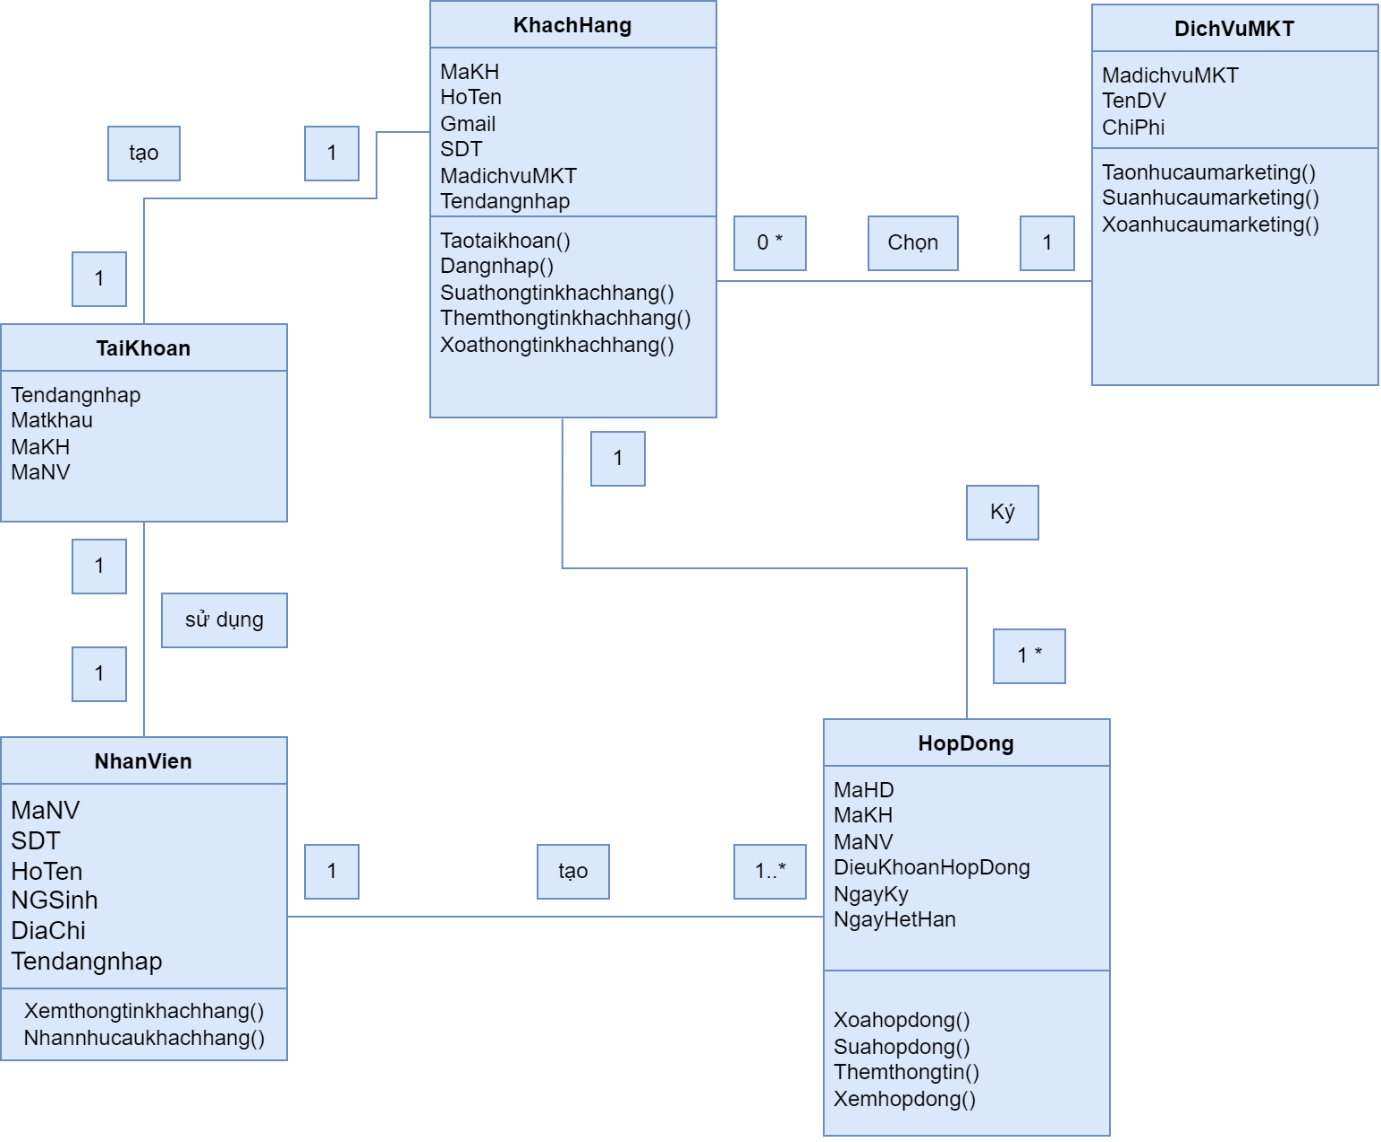 KhachHang
MaKH
HoTen
Gmail
SDT
MadichvuMKT
Tendangnhap
Taotaikhoan()
Dangnhap()
Suathongtinkhachhang()
Themthongtinkhachhang()
Xoathongtinkhachhang()
DichVuMKT
MadichvuMKT
TenDV
ChiPhi
Taonhucaumarketing()
Suanhucaumarketing()
Xoanhucaumarketing()
tạo
1
1
0 *
Chọn
1
TaiKhoan
Tendangnhap
Matkhau
MaKH
MaNV
1
Ký
1 *
1
sử dụng
1
NhanVien
MaNV
SDT
HoTen
NGSinh
DiaChi
Tendangnhap
Xemthongtinkhachhang()
Nhannhucaukhachhang()
1
tạo
1..*
HopDong
MaHD
MaKH
MaNV
DieuKhoanHopDong
NgayKy
NgayHetHan
Xoahopdong()
Suahopdong()
Themthongtin()
Xemhopdong()